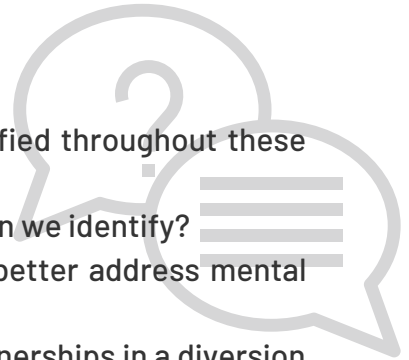 fied throughout these
n we identify?
better address mental
nerships in a diversion